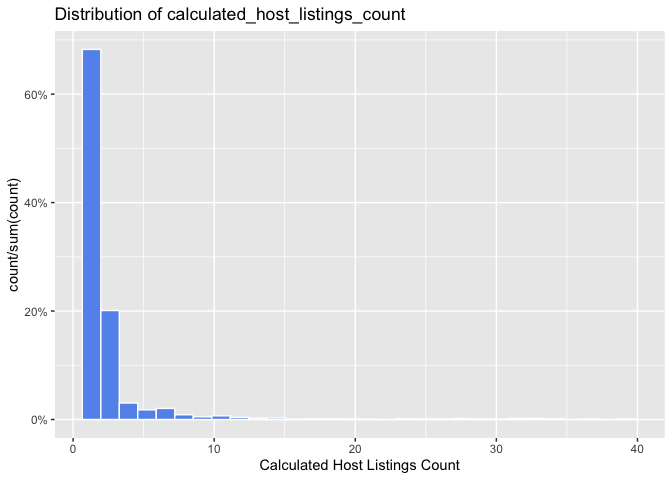 Distribution of calculated_host_listings_count
count/sum(count)
60%
40%
20%
0%
0 10 20 30 40
Calculated Host Listings Count